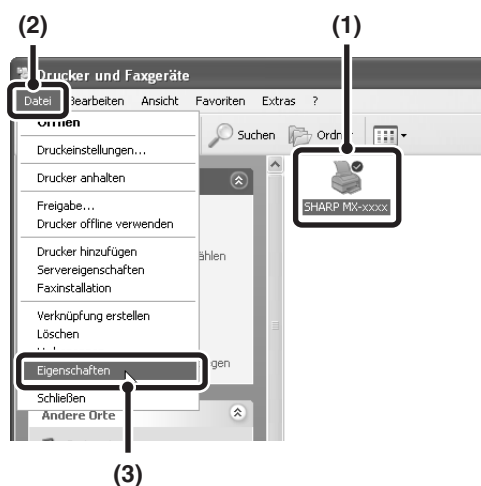 (2)
(1)
Drucker und Faxgeräte
Datei Bearbeiten Ansicht Favoriten Extras ?
Öffnen
Suchen
Druckeinstellungen...
Drucker anhalten
SHARP MX-xxxx
Freigabe...
Drucker offline verwenden
Drucker hinzufügen
Servereigenschaften
Faxinstallation
Verknüpfung erstellen
Löschen
Eigenschaften
Schließen
Andere Orte
(3)